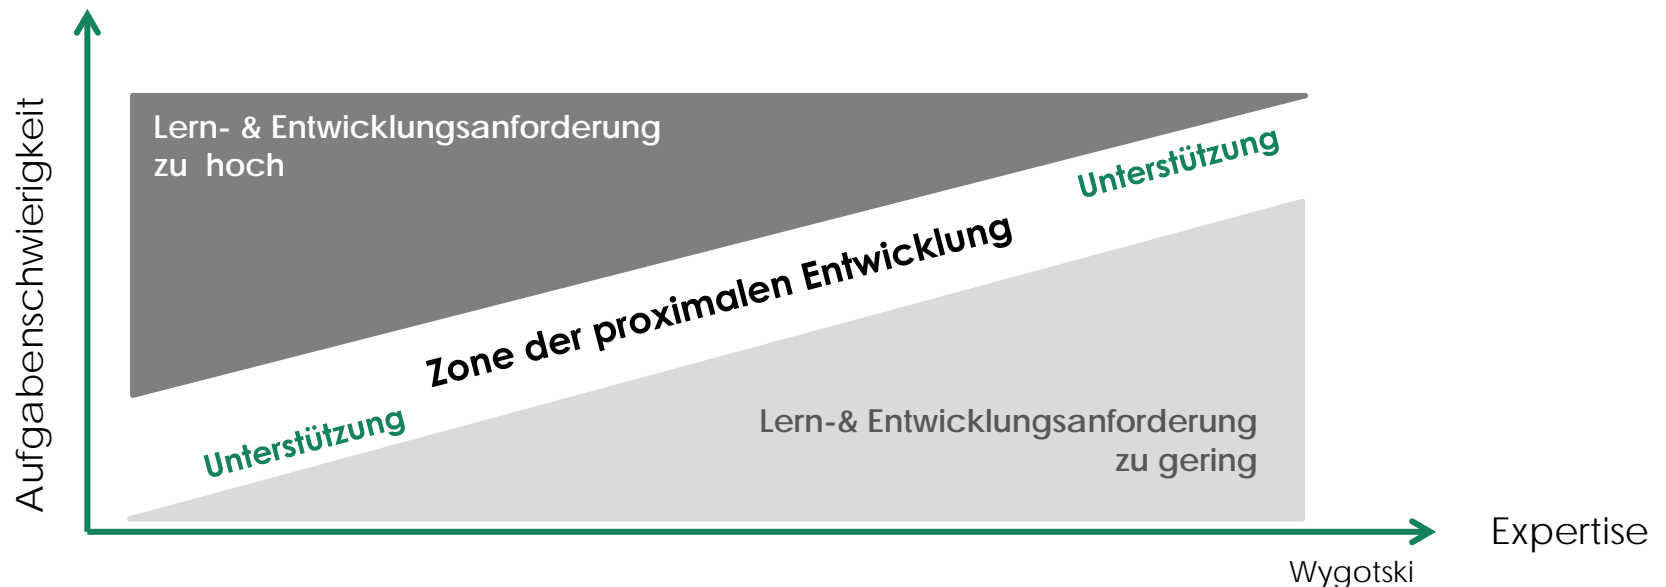 Aufgabenschwierigkeit
Lern- & Entwicklungsanforderung
zu hoch
Unterstützung
Zone der proximalen Entwicklung
Unterstützung
Lern-& Entwicklungsanforderung
zu gering
Expertise
Wygotski